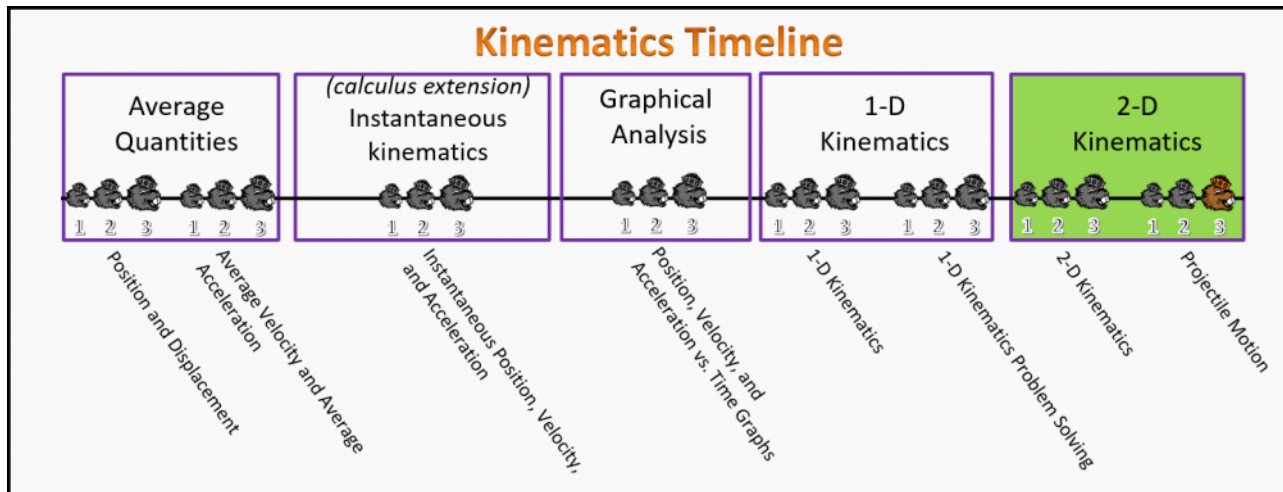 Kinematics Timeline
Average
Quantities
(calculus extension)
Instantaneous
kinematics
Graphical
Analysis
1-D
Kinematics
2-D
Kinematics
1 2 3 1 2 3
1 2 3
1 2 3
1 2 3 1 2 3
1 2 3 1 2 3
Position and Displacement
Average Velocity and Average
Acceleration
Instantaneous Position, Velocity,
and Acceleration
Position, Velocity, and
Acceleration vs. Time Graphs
1-D Kinematics
1-D Kinematics Problem Solving
2-D Kinematics
Projectile Motion